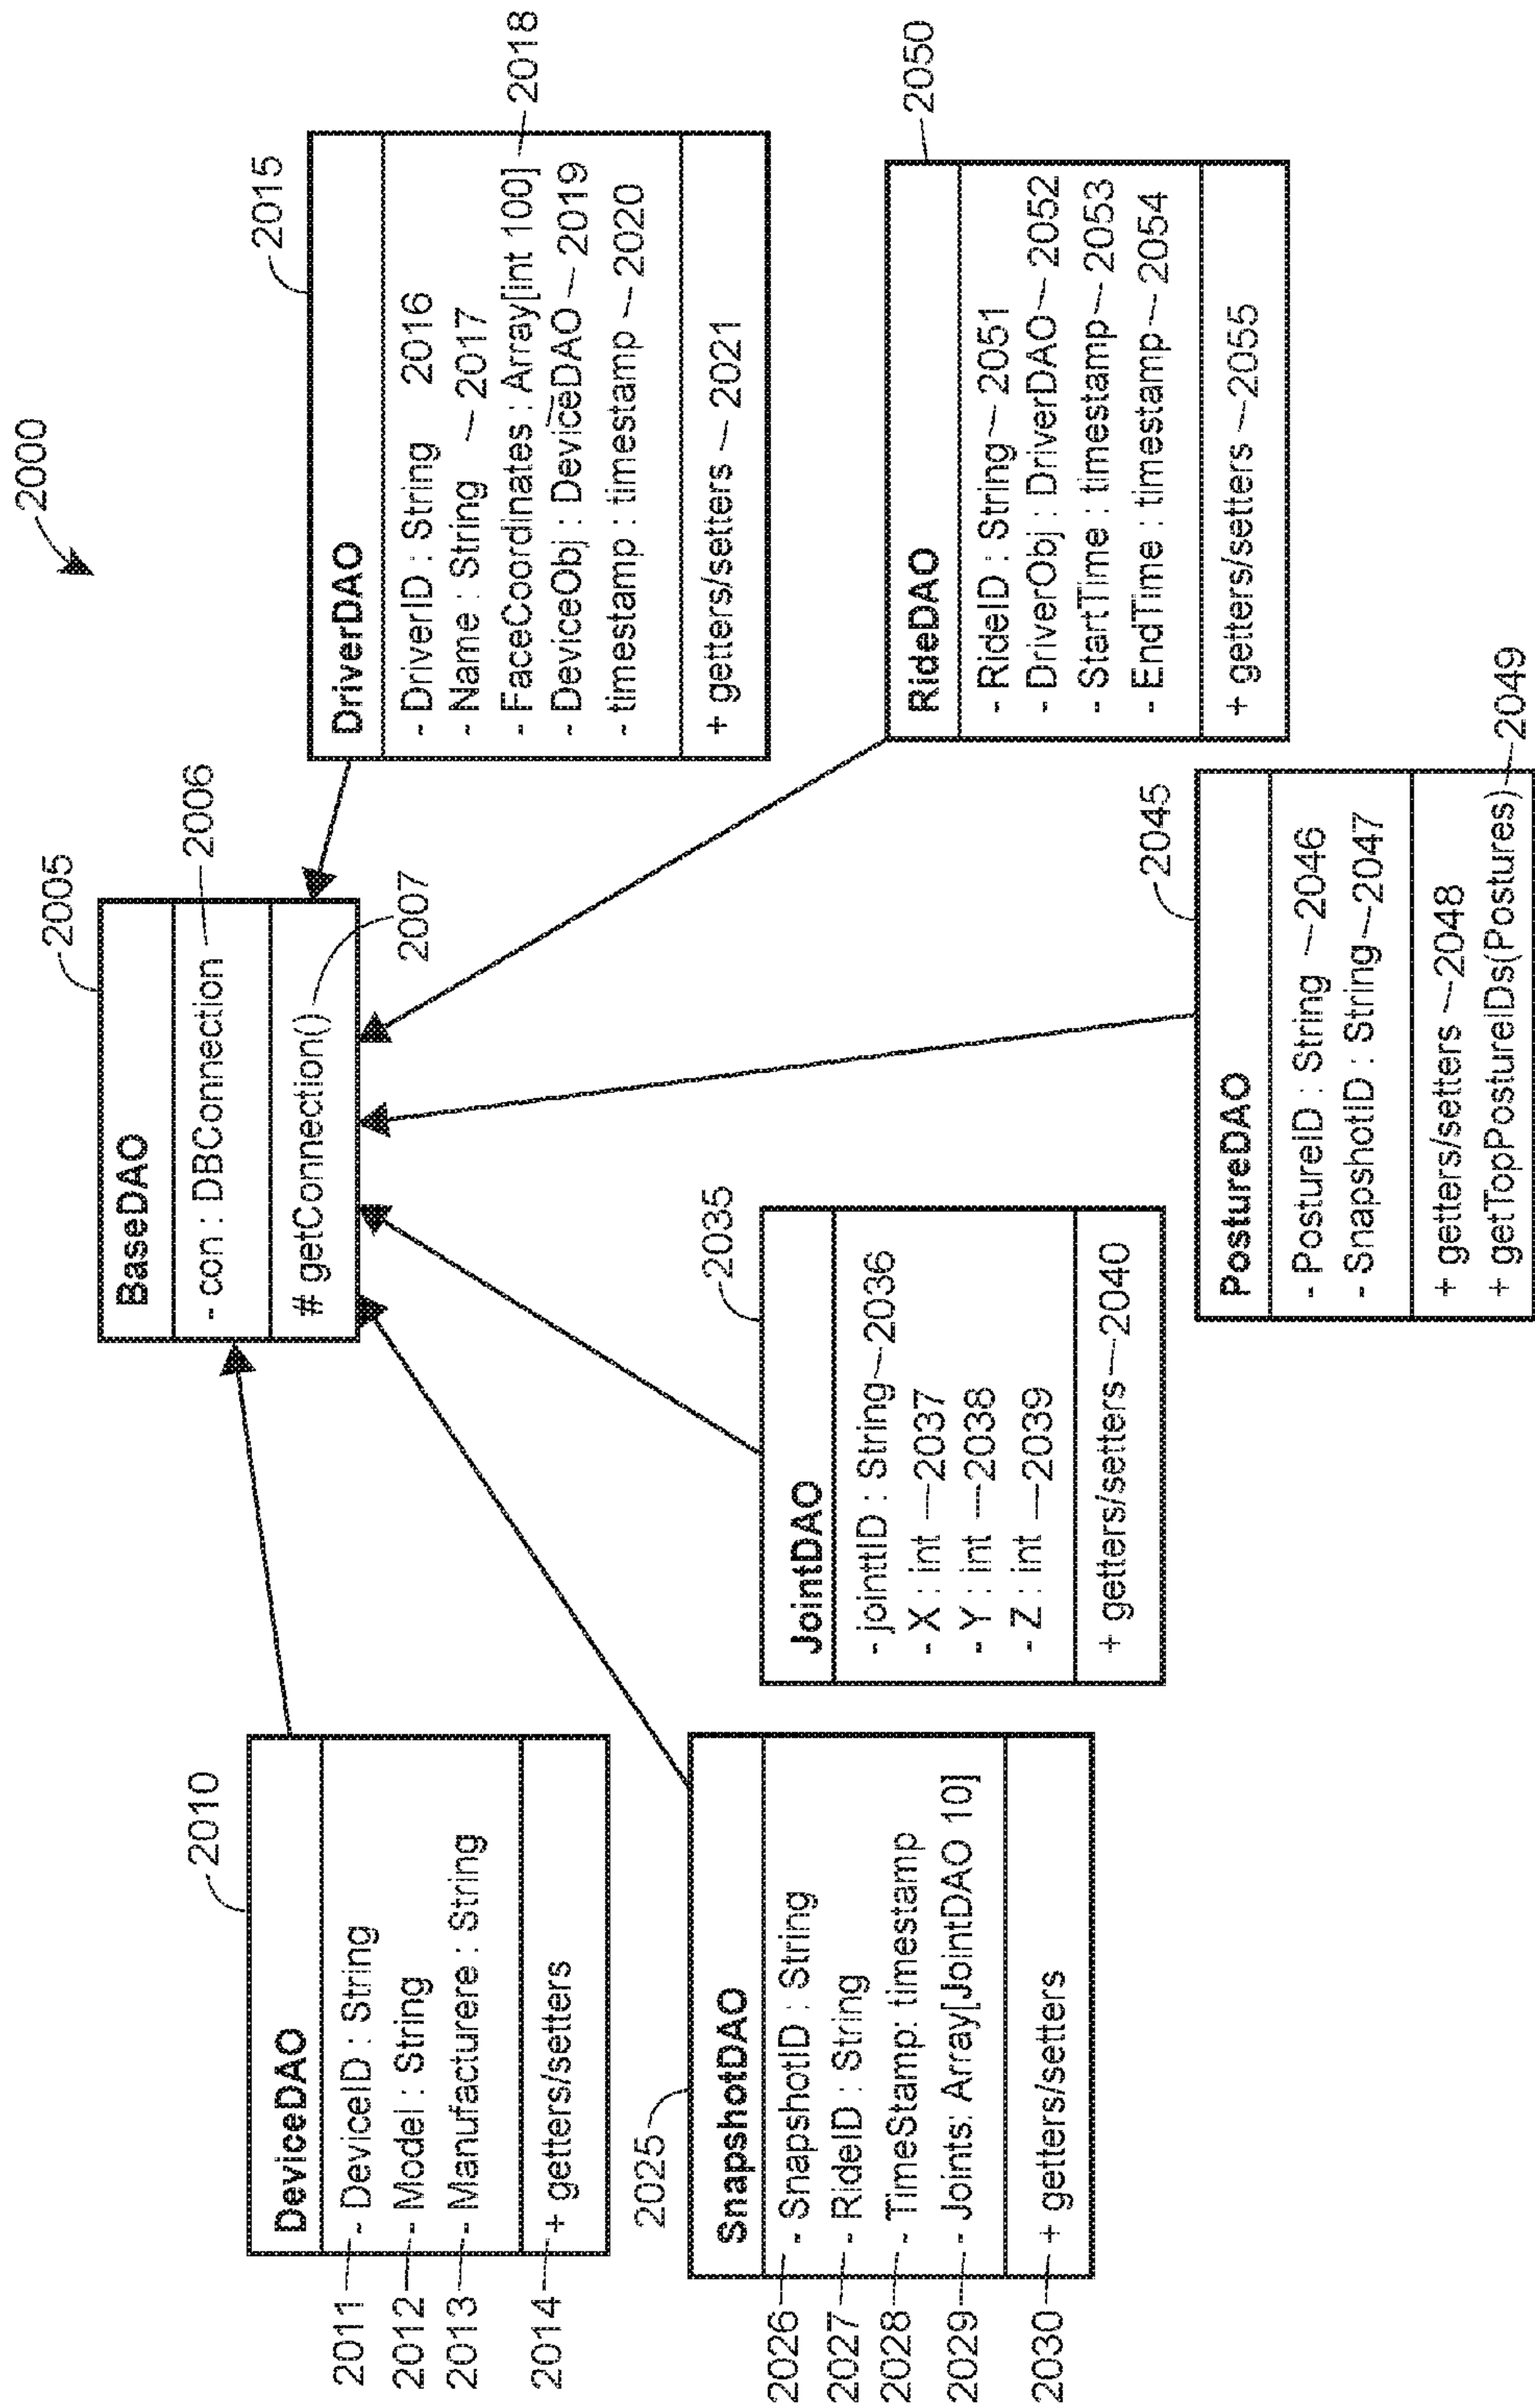 2000
2005
BaseDAO
- con : DBConnection 2006
# getConnection()
2007
2010
DeviceDAO
2011 - DeviceID : String
2012 - Model : String
2013 - Manufacturere : String
2014 + getters/setters
2015
DriverDAO
- DriverID : String 2016
- Name : String 2017
- FaceCoordinates : Array[int 100] 2018
- DeviceObj : DeviceDAO 2019
- timestamp : timestamp 2020
+ getters/setters 2021
2025
SnapshotDAO
2026 - SnapshotID : String
2027 - RideID : String
2028 - TimeStamp: timestamp
2029 - Joints: Array[JointDAO 10]
2030 + getters/setters
2035
JointDAO
- jointtID : String 2036
- X : int 2037
- Y : int 2038
- Z : int 2039
+ getters/setters 2040
2045
PostureDAO
- PostureID : String 2046
- SnapshotID : String 2047
+ getters/setters 2048
+ getTopPostureIDs(Postures) 2049
2050
RideDAO
- RideID : String 2051
- DriverObj : DriverDAO 2052
- StartTime : timestamp 2053
- EndTime : timestamp 2054
+ getters/setters 2055